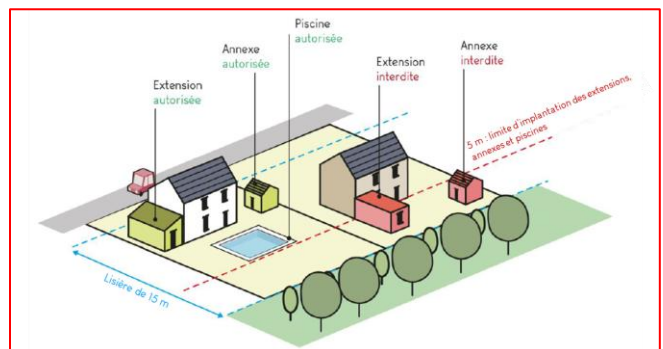 Piscine
autorisée
Annexe
autorisée
Extension
autorisée
Extension
interdite
Annexe
interdite
5 m : limite d'implantation des extensions,
annexes et piscines
Lisière de 15 m